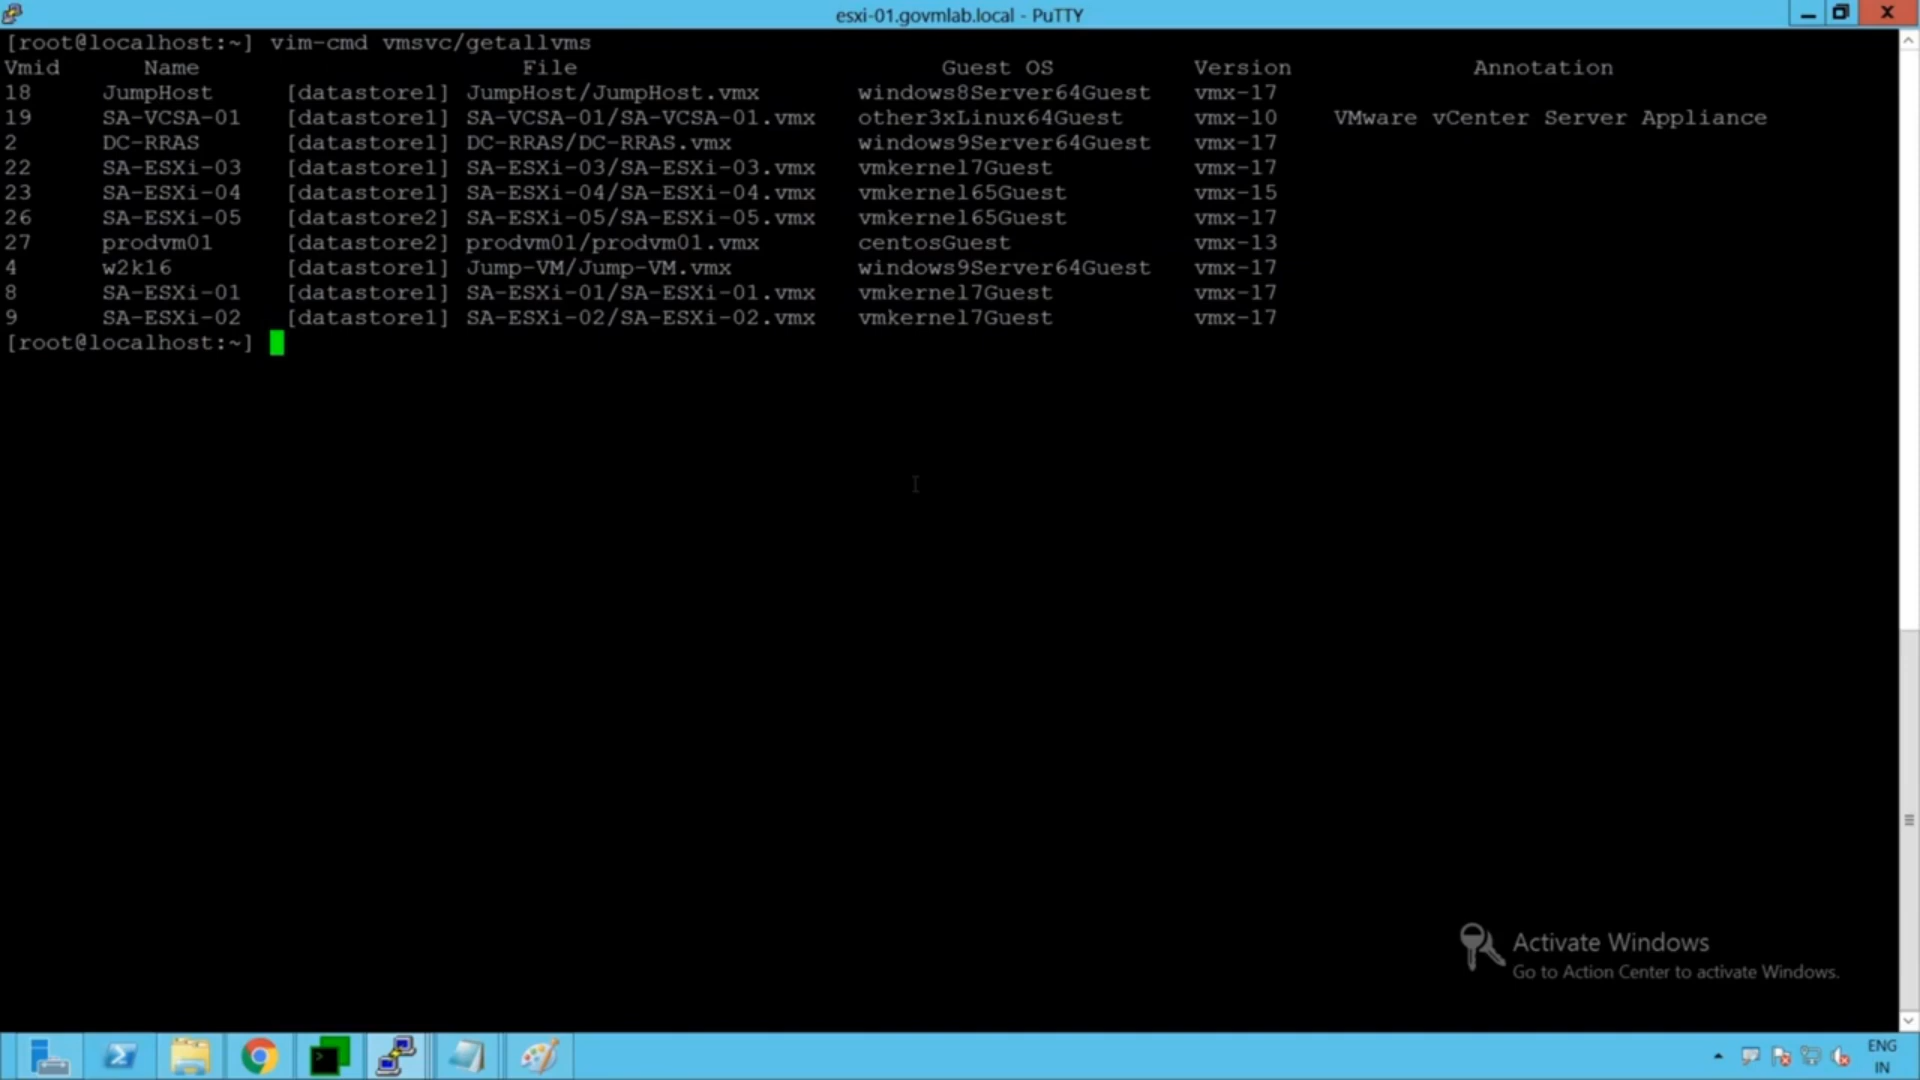 esxi-01.govmlab.local - PuTTY
[root@localhost:~] vim-cmd vmsvc/getallvms
Vmid Name File Guest OS Version Annotation
18 JumpHost [datastore1] JumpHost/JumpHost.vmx windows8Server64Guest vmx-17
19 SA-VCSA-01 [datastore1] SA-VCSA-01/SA-VCSA-01.vmx other3xLinux64Guest vmx-10 VMware vCenter Server Appliance
2 DC-RRAS [datastore1] DC-RRAS/DC-RRAS.vmx windows9Server64Guest vmx-17
22 SA-ESXi-03 [datastore1] SA-ESXi-03/SA-ESXi-03.vmx vmkernel7Guest vmx-17
23 SA-ESXi-04 [datastore1] SA-ESXi-04/SA-ESXi-04.vmx vmkernel65Guest vmx-15
26 SA-ESXi-05 [datastore2] SA-ESXi-05/SA-ESXi-05.vmx vmkernel65Guest vmx-17
27 prodvm01 [datastore2] prodvm01/prodvm01.vmx centosGuest vmx-13
4 w2k16 [datastore1] Jump-VM/Jump-VM.vmx windows9Server64Guest vmx-17
8 SA-ESXi-01 [datastore1] SA-ESXi-01/SA-ESXi-01.vmx vmkernel7Guest vmx-17
9 SA-ESXi-02 [datastore1] SA-ESXi-02/SA-ESXi-02.vmx vmkernel7Guest vmx-17
[root@localhost:~]
Activate Windows
Go to Action Center to activate Windows.
ENG
IN